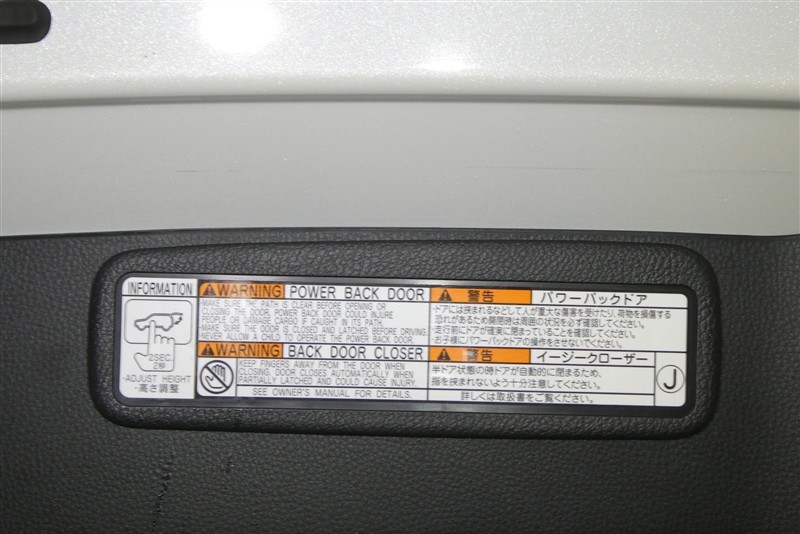 INFORMATION
2SEC.
2秒
·ADJUST HEIGHT
·高さ調整
WARNING POWER BACK DOOR
·MAKE SURE THE PATH IS CLEAR BEFORE OPENING OR
CLOSING THE DOOR. POWER BACK DOOR COULD INJURE
PEOPLE OR DAMAGE CARGO IF CAUGHT IN ITS PATH.
·MAKE SURE THE DOOR IS CLOSED AND LATCHED BEFORE DRIVING.
·NEVER LET CHILDREN OPERATE THE POWER BACK DOOR.
WARNING BACK DOOR CLOSER
KEEP FINGERS AWAY FROM THE DOOR WHEN
CLOSING. DOOR CLOSES AUTOMATICALLY WHEN
PARTIALLY LATCHED AND COULD CAUSE INJURY.
SEE OWNER'S MANUAL FOR DETAILS.
警告 パワーバックドア
·ドアには挟まれるなどして人が重大な傷害を受けたり、荷物を損傷する
恐れがあるため開閉時は周囲の状況を必ず確認してください。
·走行前にドアが確実に閉まっていることを確認してください。
·お子様にパワーバックドアの操作をさせないでください。
警告 イージークローザー
半ドア状態の時ドアが自動的に閉まるため、
指を挟まれないよう十分注意してください。
詳しくは取扱書をご覧ください。
J